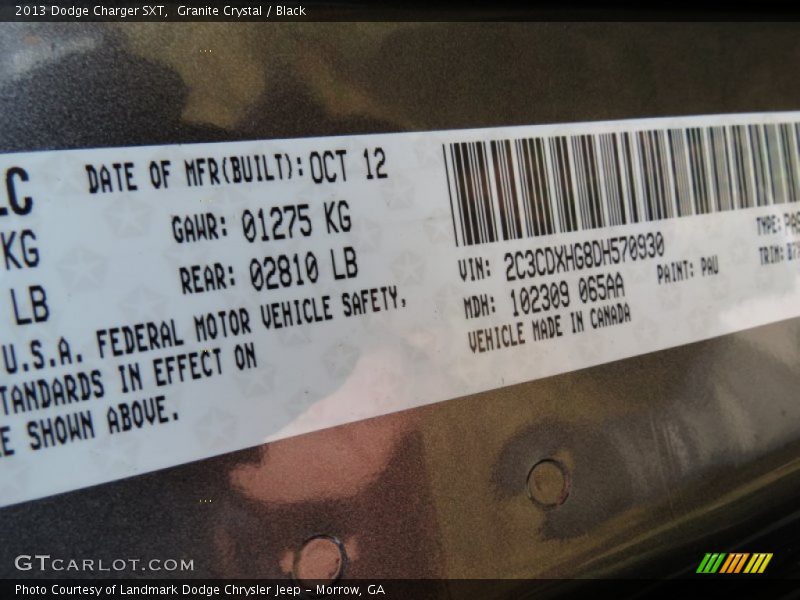 2013 Dodge Charger SXT,  Granite Crystal / Black
LC
DATE OF MFR(BUILT): OCT 12
KG
GAWR: 01275 KG
LB
REAR: 02810 LB
U.S.A. FEDERAL MOTOR VEHICLE SAFETY,
TANDARDS IN EFFECT ON
E SHOWN ABOVE.
VIN: 2C3CDXHG8DH570930
TYPE: PAS
MDH: 102309 065AA
PAINT: PAU
TRIM:
VEHICLE MADE IN CANADA
GTCARLOT.COM
Photo Courtesy of Landmark Dodge Chrysler Jeep - Morrow, GA